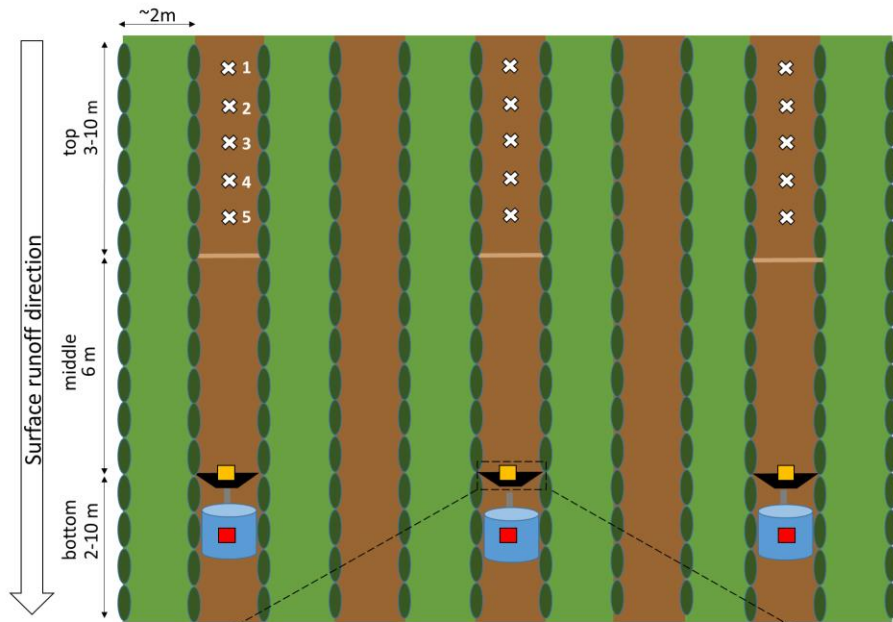 ~2m
Surface runoff direction
top
3-10 m
middle
6 m
bottom
2-10 m
1
2
3
4
5